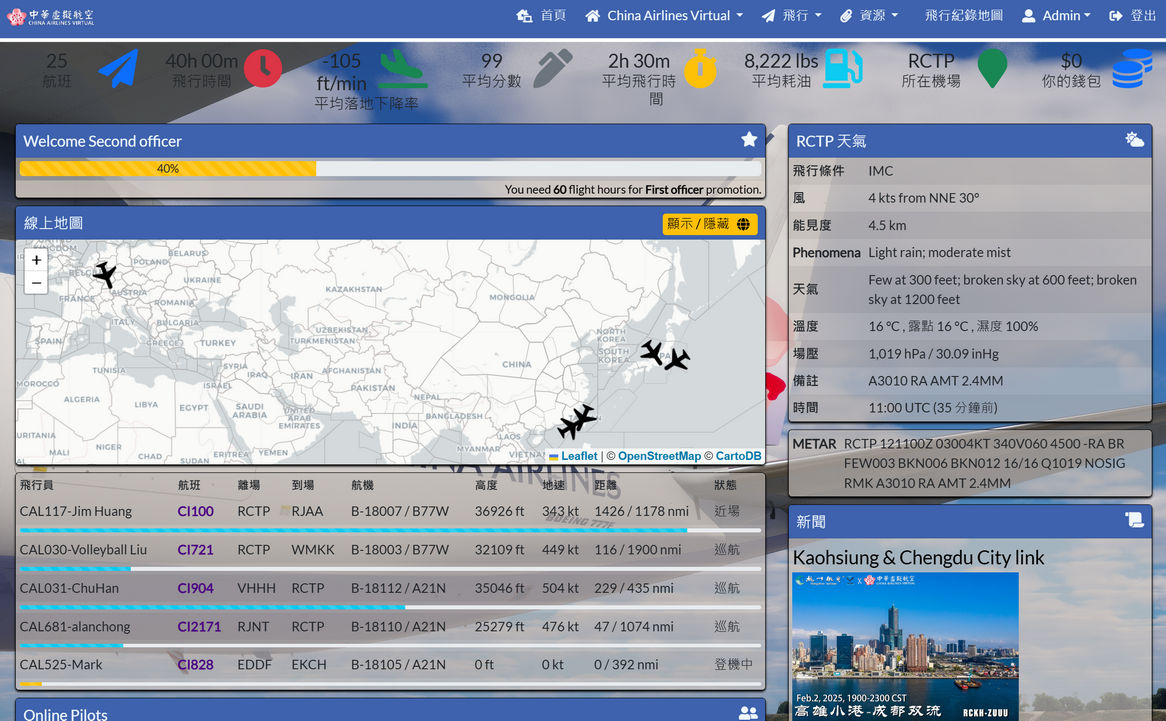 中華虛擬航空
CHINA AIRLINES VIRTUAL
首頁
China Airlines Virtual
飛行
資源
飛行紀錄地圖
Admin
登出
25
航班
40h 00m
飛行時間
-105
ft/min
平均落地下降率
99
平均分數
2h 30m
平均飛行時
間
8,222 lbs
平均耗油
RCTP
所在機場
$0
你的錢包
Welcome Second officer
40%
You need 60 flight hours for First officer promotion.
線上地圖
顯示 / 隱藏
+
−
BELARUS
POLAND
UKRAINE
FRANCE
AUSTRIA
ROMANIA
ITALY
BULGARIA
SPAIN
GREECE
TURKEY
TUNISIA
SYRIA
IRAQ
IRAN
ISRAEL
MOROCCO
ALGERIA
LIBYA
EGYPT
SAUDI
ARABIA
UNITED
ARAB
EMIRATES
MAURITANIA
MALI
NIGER
CHAD
SUDAN
ERITREA
YEMEN
KAZAKHSTAN
UZBEKISTAN
TURKMENISTAN
AFGHANISTAN
PAKISTAN
NEPAL
INDIA
BANGLADESH
MYANMAR
LAOS
MONGOLIA
CHINA
NORTH
KOREA
SOUTH
KOREA
Leaflet | © OpenStreetMap © CartoDB
飛行員 航班 離場 到場 航機 高度 地速 距離 狀態
CAL117-Jim Huang CI100 RCTP RJAA B-18007 / B77W 36926 ft 343 kt 1426 / 1178 nmi 近場
CAL030-Volleyball Liu CI721 RCTP WMKK B-18003 / B77W 32109 ft 449 kt 116 / 1900 nmi 巡航
CAL031-ChuHan CI904 VHHH RCTP B-18112 / A21N 35046 ft 504 kt 229 / 435 nmi 巡航
CAL681-alanchong CI2171 RJNT RCTP B-18110 / A21N 25279 ft 476 kt 47 / 1074 nmi 巡航
CAL525-Mark CI828 EDDF EKCH B-18105 / A21N 0 ft 0 kt 0 / 392 nmi 登機中
Online Pilots
RCTP 天氣
飛行條件 IMC
風 4 kts from NNE 30°
能見度 4.5 km
Phenomena Light rain; moderate mist
天氣 Few at 300 feet; broken sky at 600 feet; broken
sky at 1200 feet
溫度 16 °C , 露點 16 °C , 濕度 100%
場壓 1,019 hPa / 30.09 inHg
備註 A3010 RA AMT 2.4MM
時間 11:00 UTC (35 分鐘前)
METAR RCTP 121100Z 03004KT 340V060 4500 -RA BR
FEW003 BKN006 BKN012 16/16 Q1019 NOSIG
RMK A3010 RA AMT 2.4MM
新聞
Kaohsiung & Chengdu City link
X 中華虛擬航空
Feb.2, 2025, 1900-2300 CST
高雄小港-成都双流
RCKH-ZUUU
AIRLINES
BOEING 777F